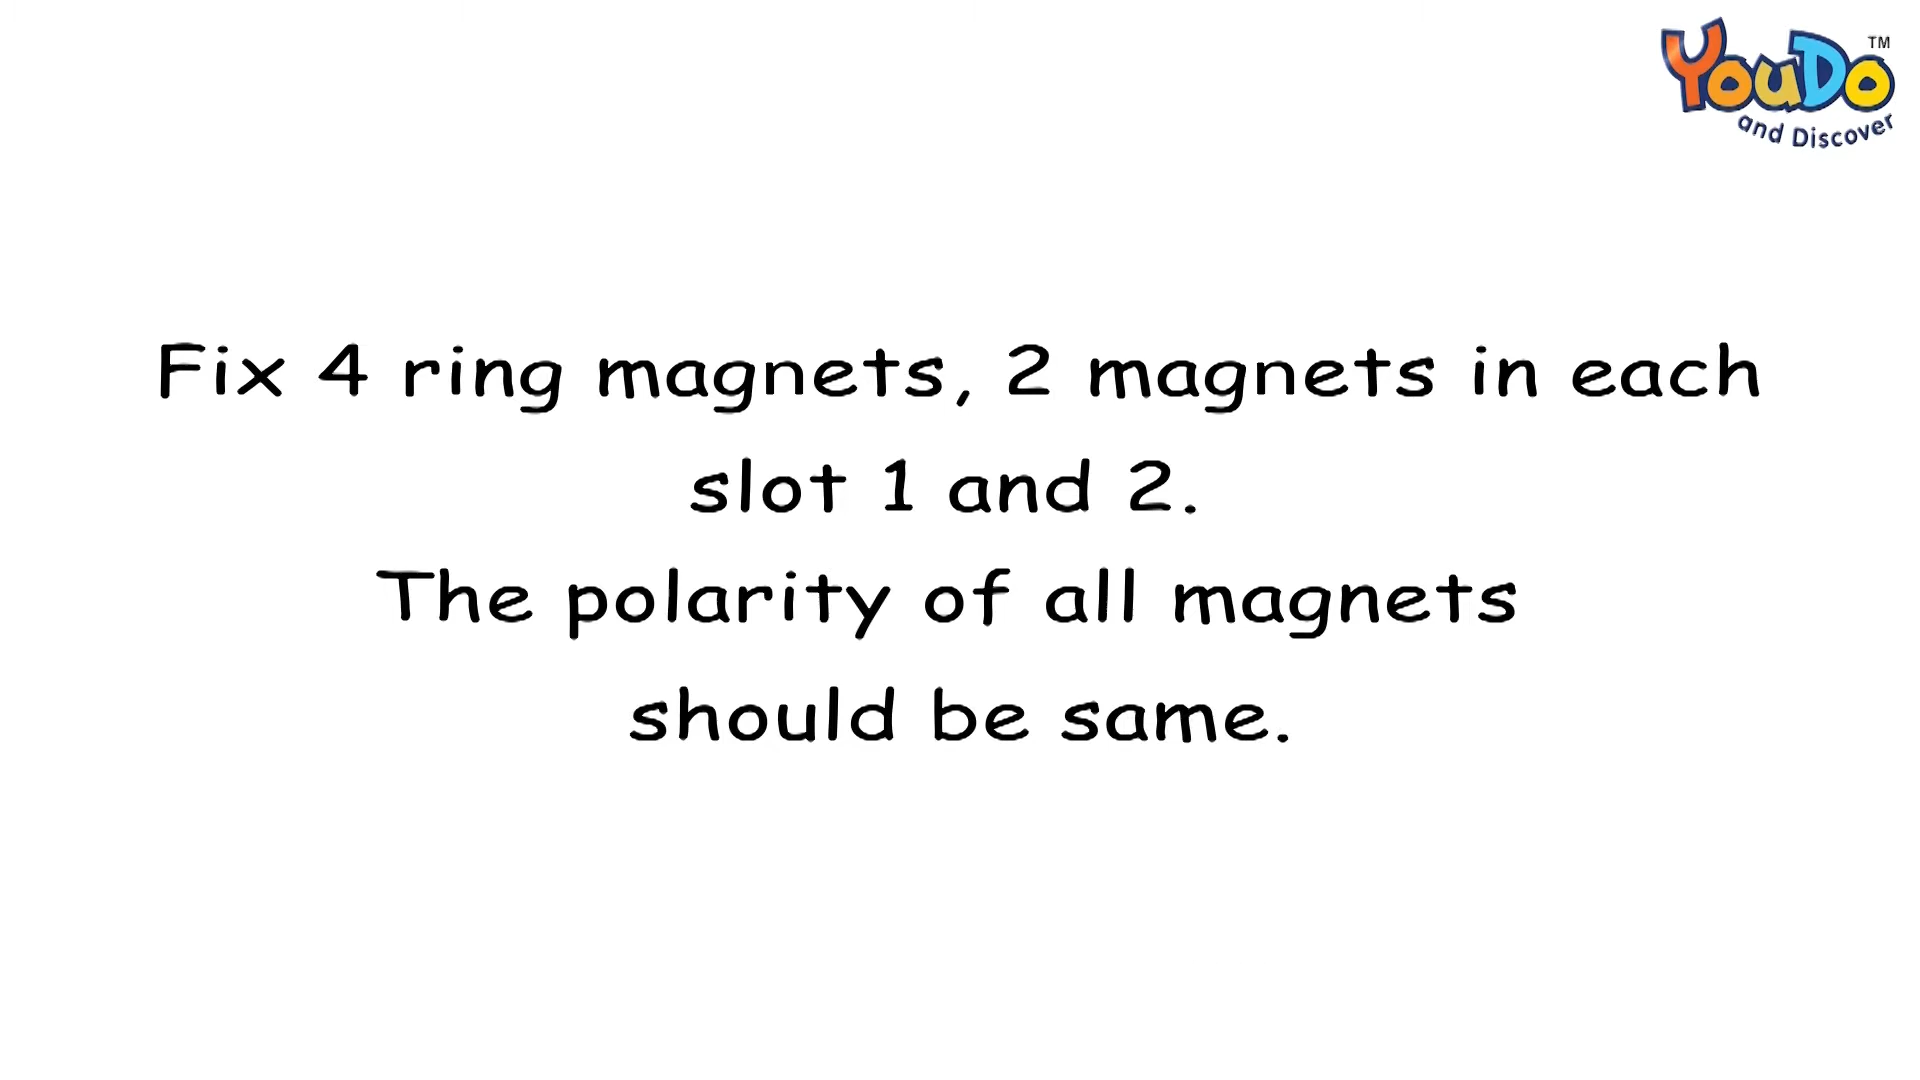 YouDo TM
and Discover
Fix 4 ring magnets, 2 magnets in each
slot 1 and 2.
The polarity of all magnets
should be same.